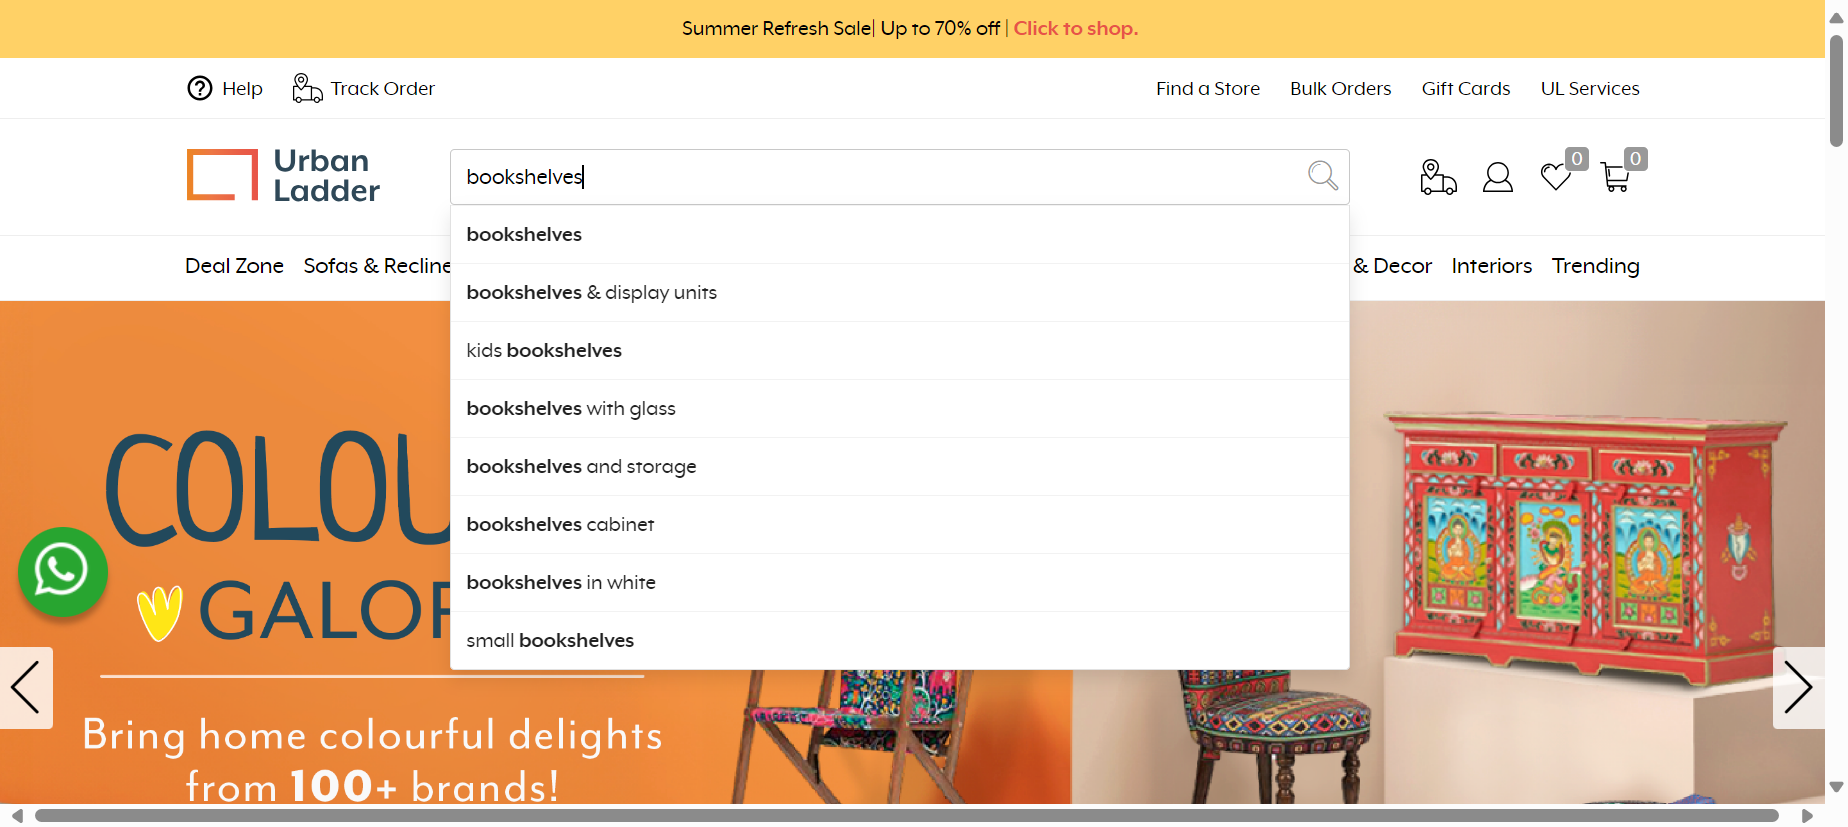 Summer Refresh Sale| Up to 70% off | Click to shop.
Help
Track Order
Find a Store
Bulk Orders
Gift Cards
UL Services
Urban
Ladder
bookshelves
0
0
Deal Zone
Sofas & Recline
& Decor
Interiors
Trending
bookshelves
bookshelves & display units
kids bookshelves
bookshelves with glass
bookshelves and storage
bookshelves cabinet
bookshelves in white
small bookshelves
COLOU
GALOR
Bring home colourful delights
from 100+ brands!